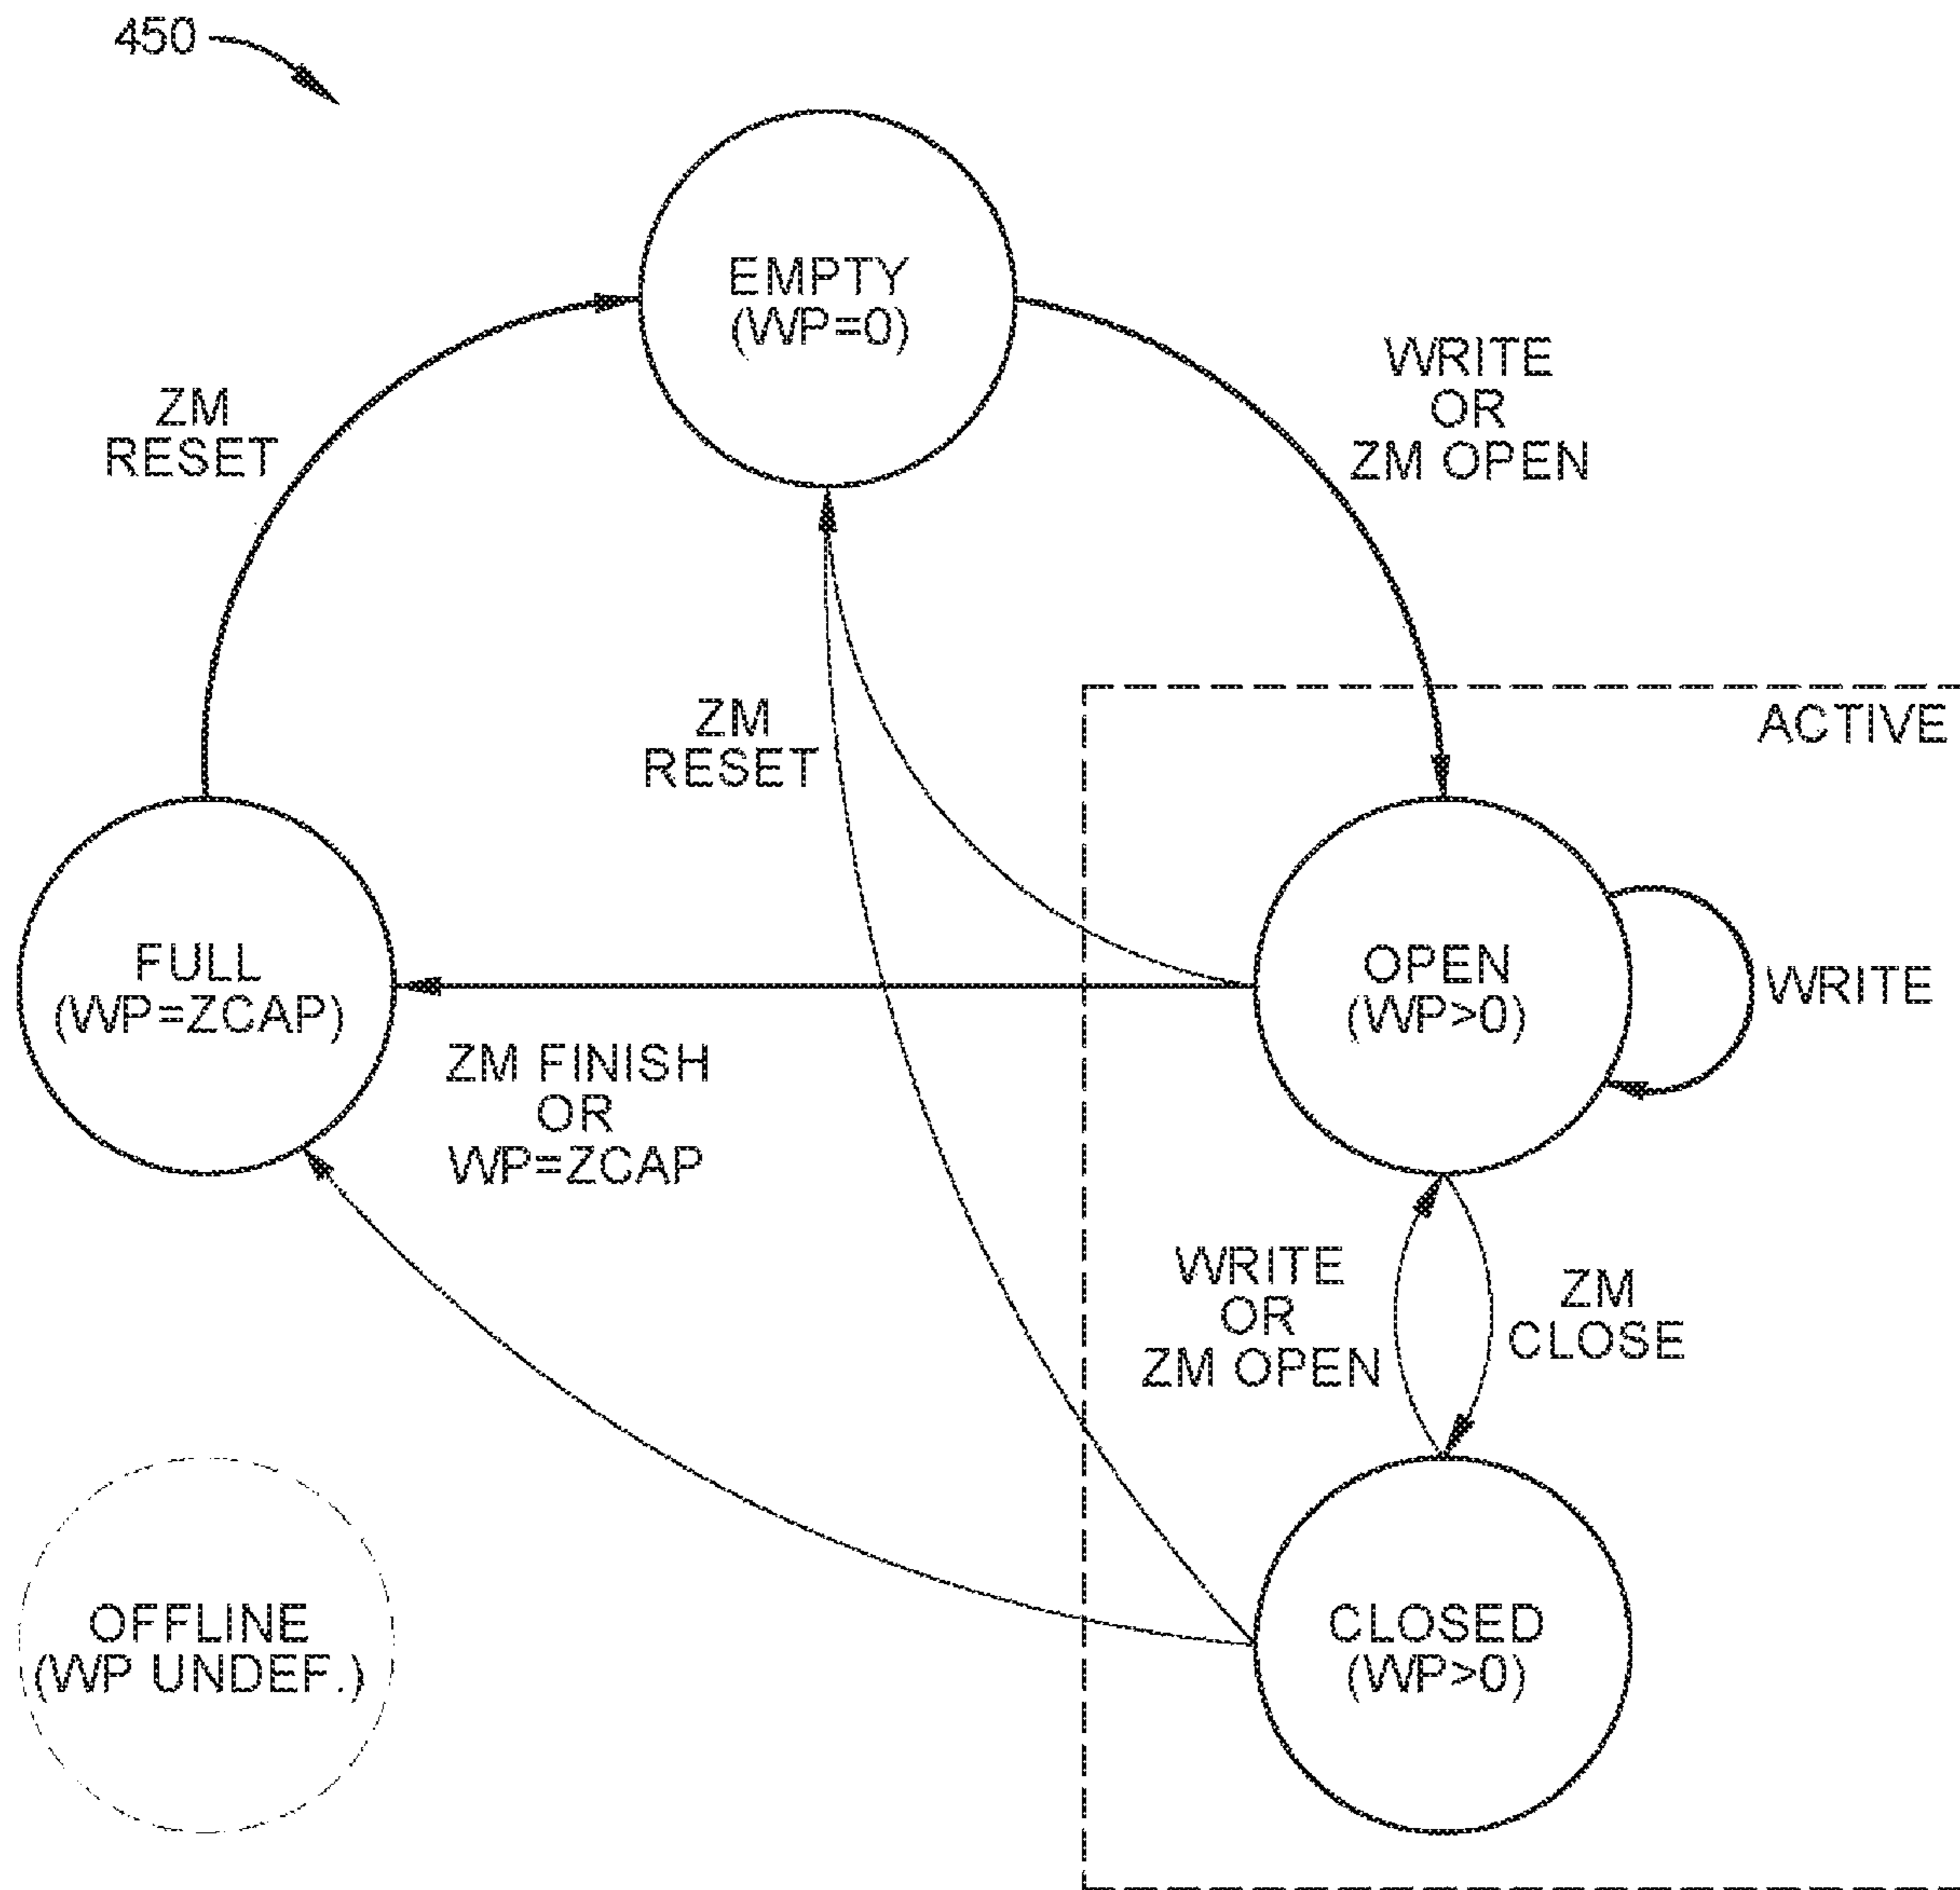 450
EMPTY
(WP=0)
WRITE
OR
ZM OPEN
ZM
RESET
ZM
RESET
ACTIVE
FULL
(WP=ZCAP)
OPEN
(WP>0)
WRITE
ZM FINISH
OR
WP=ZCAP
WRITE
OR
ZM OPEN
ZM
CLOSE
OFFLINE
(WP UNDEF.)
CLOSED
(WP>0)